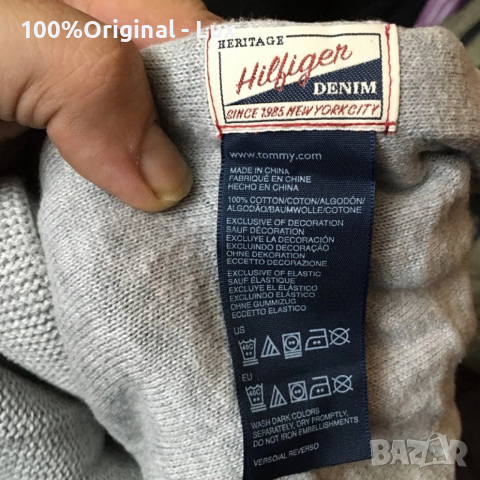 100%Original - Lux
HERITAGE
Hilfiger
DENIM
SINCE 1985 NEW YORK CITY
www.tommy.com
MADE IN CHINA
FABRIQUÉ EN CHINE
HECHO EN CHINA
100% COTTON/COTON/ALGODÓN/
ALGODÃO/BAUMWOLLE/COTONE
EXCLUSIVE OF DECORATION
SAUF DÉCORATION
EXCLUYE LA DECORACIÓN
EXCLUINDO DECORAÇÃO
OHNE DEKORATION
ECCETTO DECORAZIONE
EXCLUSIVE OF ELASTIC
SAUF ÉLASTIQUE
EXCLUYE EL ELÁSTICO
EXCLUINDO ELÁSTICO
OHNE GUMMIZUG
ECCETTO ELASTICO
US
40C
EU
40C
WASH DARK COLORS
SEPARATELY, DRY PROMPTLY,
DO NOT IRON EMBELLISHMENT
VERSO/AL REVERSO
BAZAR